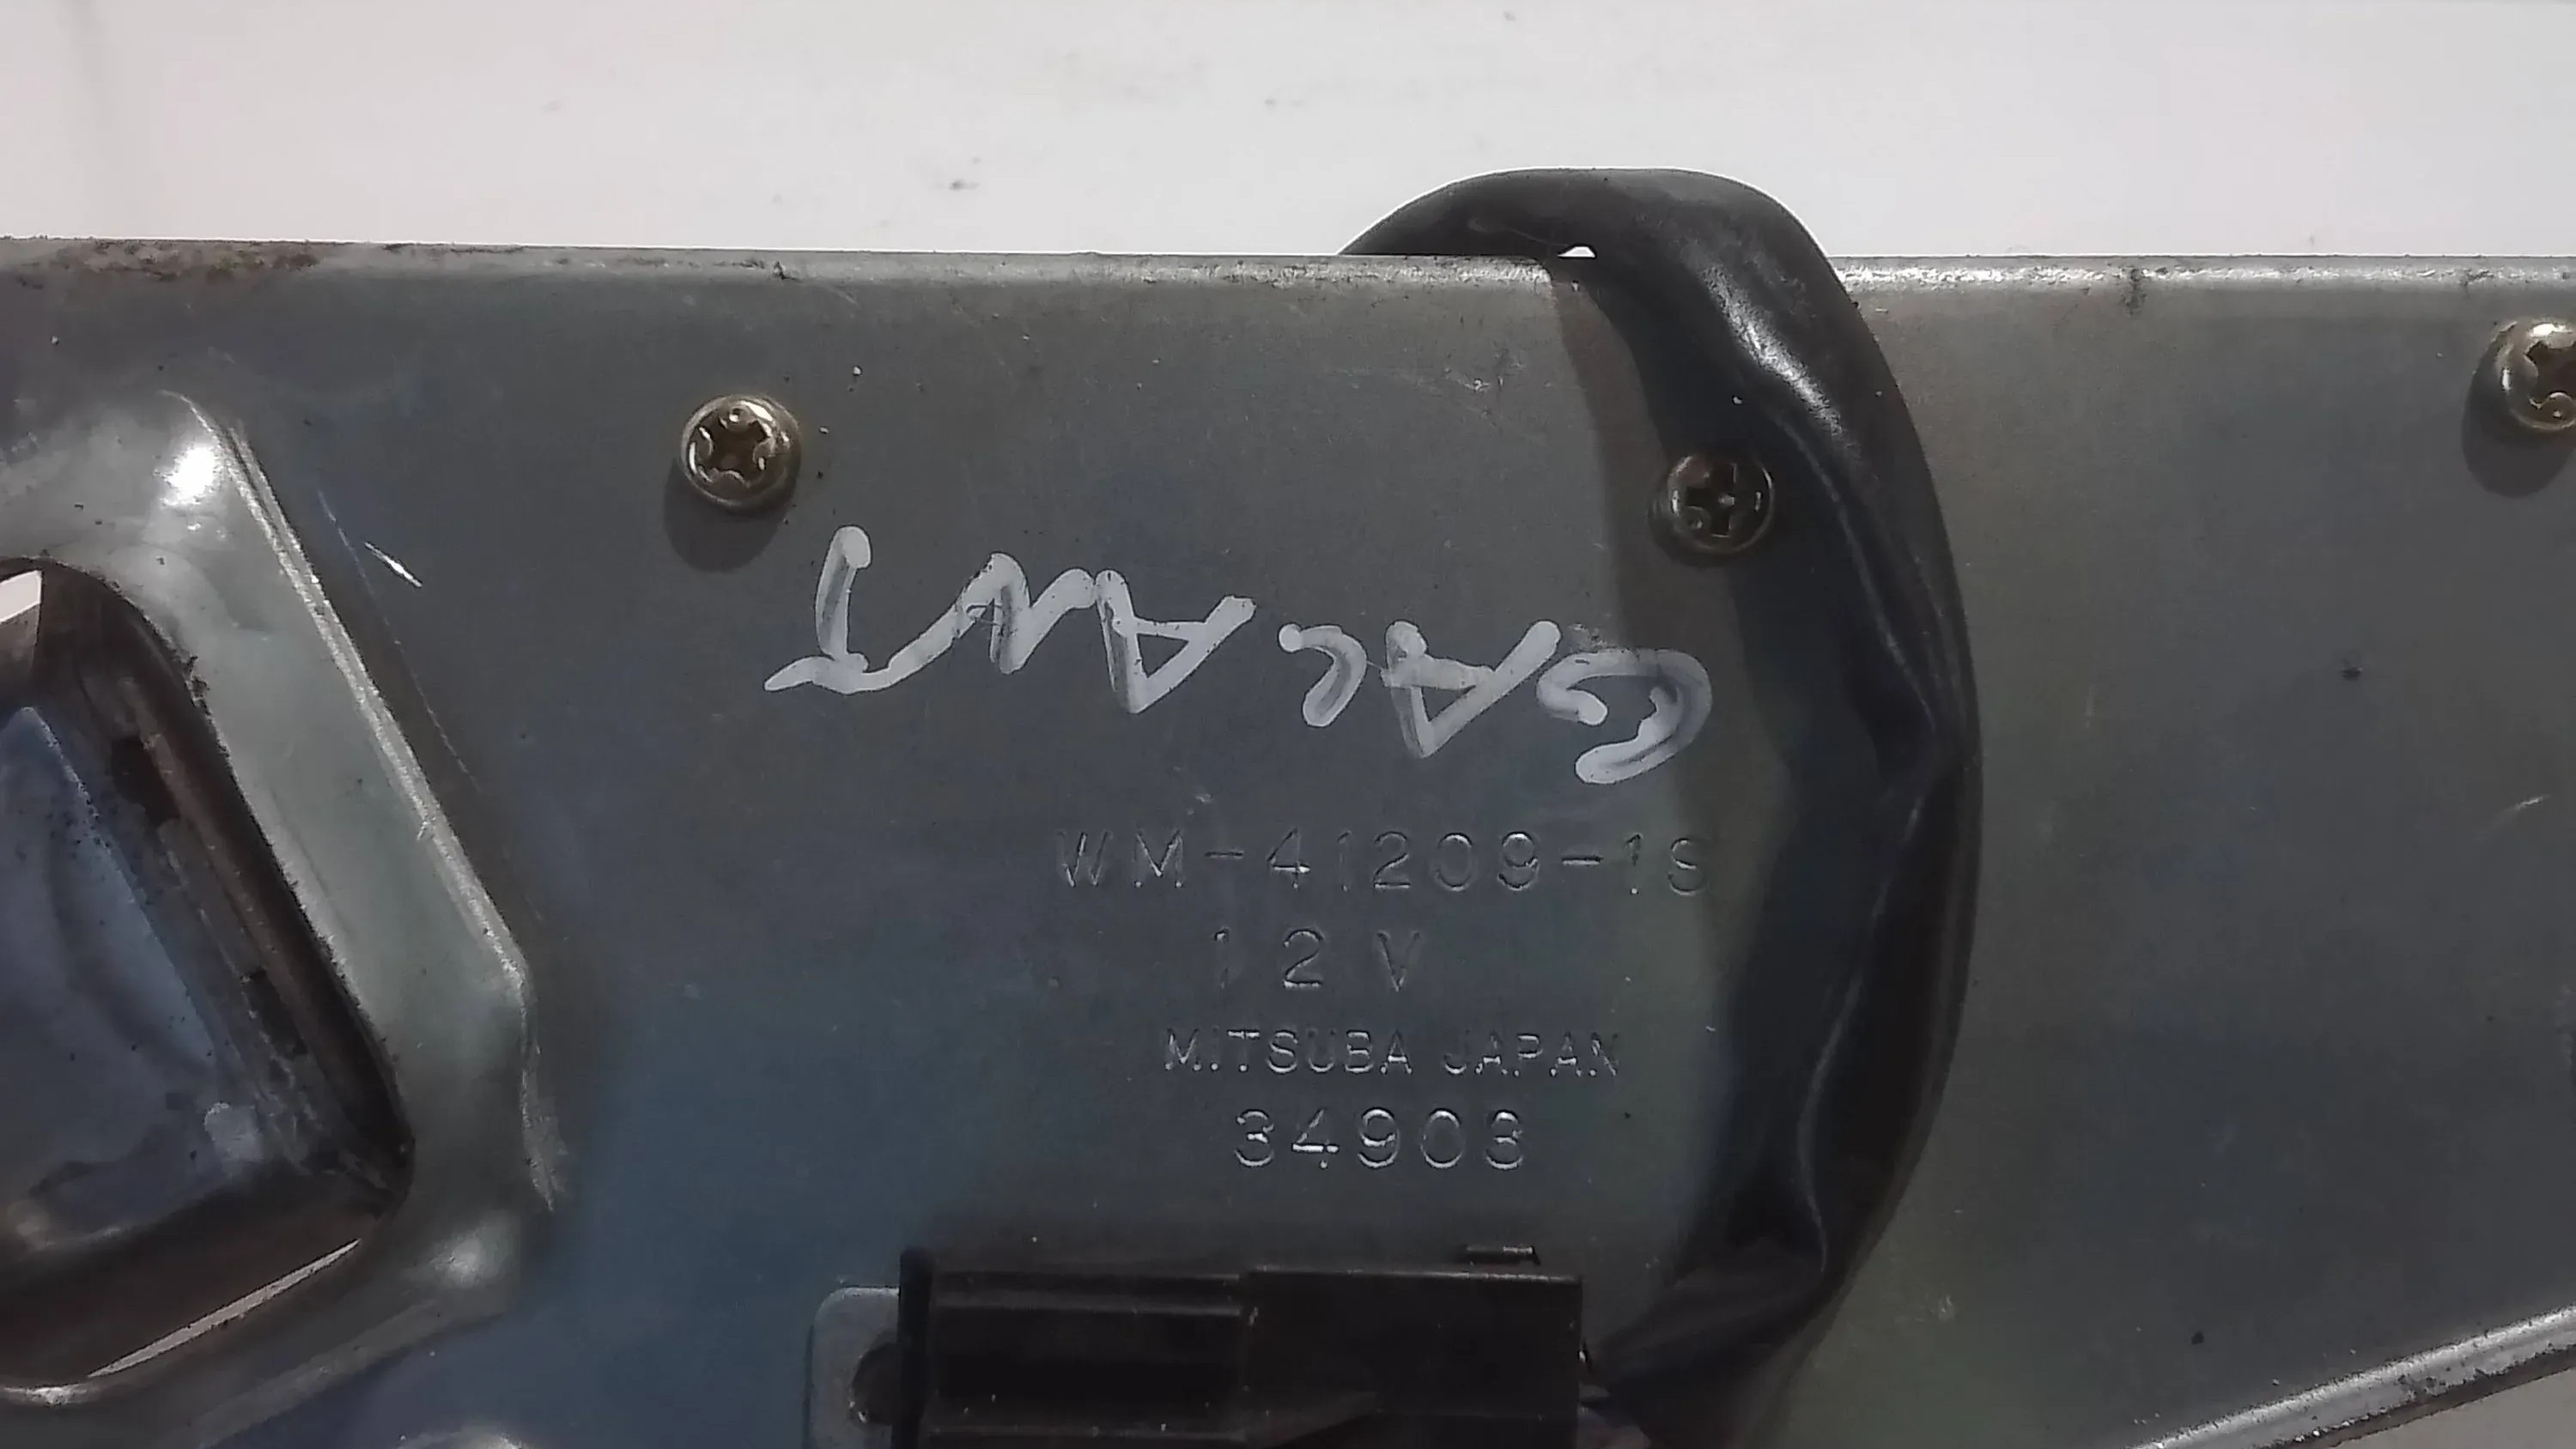 GALANT
WM-41209-1S
12V
MITSUBA JAPAN
34903